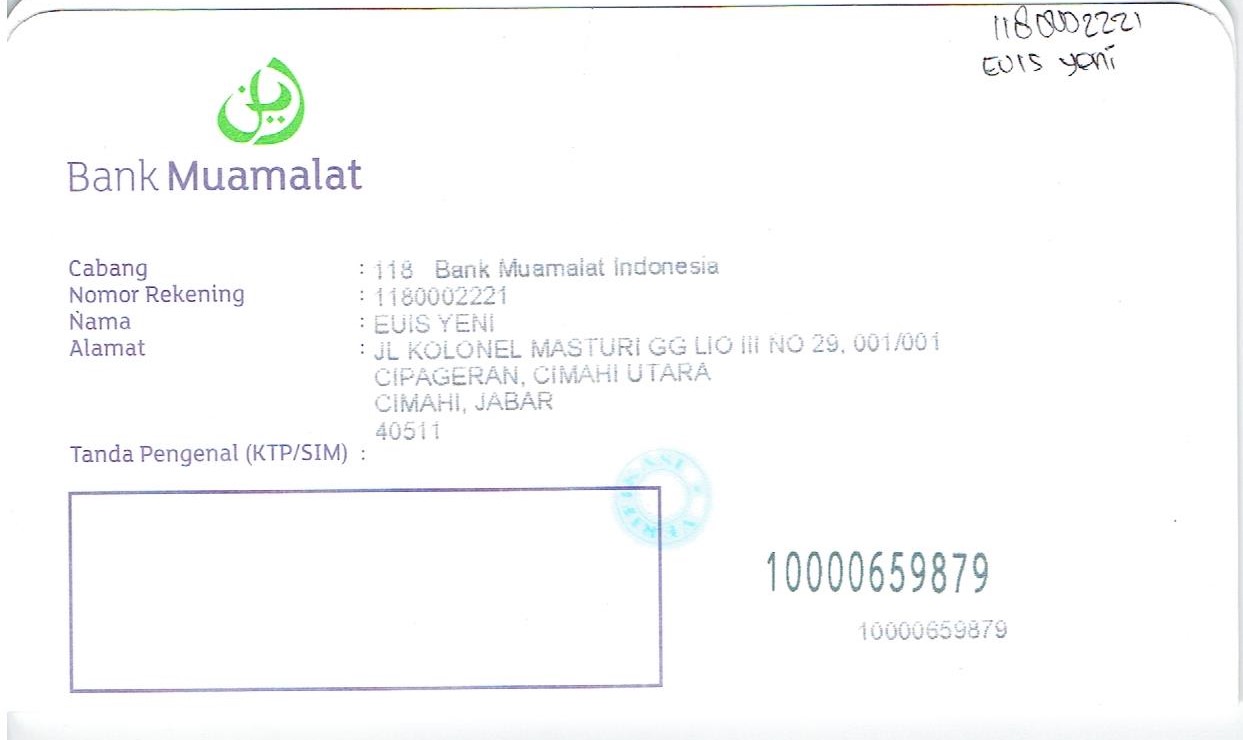 1180002221
EUIS yeni
Bank Muamalat
Cabang : 118 Bank Muamalat Indonesia
Nomor Rekening : 1180002221
Nama : EUIS YENI
Alamat : JL KOLONEL MASTURI GG LIO III NO 29, 001/001
CIPAGERAN, CIMAHI UTARA
CIMAHI, JABAR
40511
Tanda Pengenal (KTP/SIM) :
10000659879
10000659879